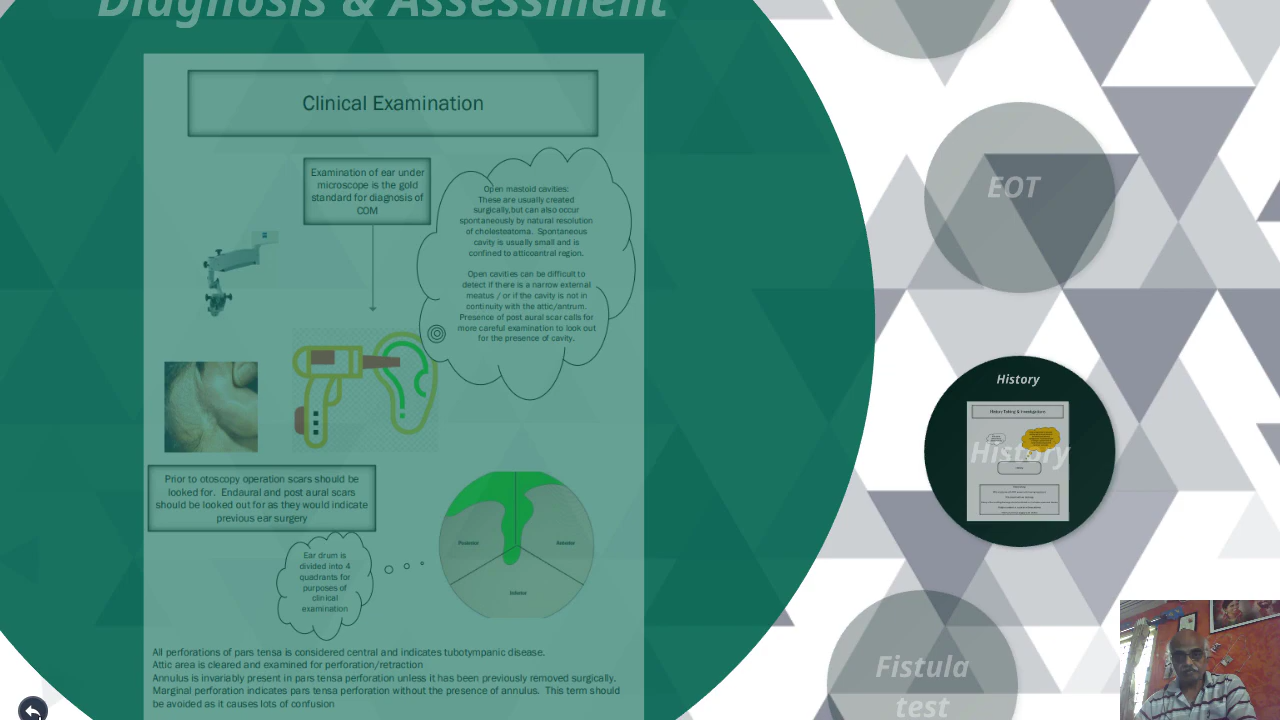 Diagnosis & Assessment
Clinical Examination
Examination of ear under
microscope is the gold
standard for diagnosis of
COM
Open mastoid cavities:
These are usually created
surgically,but can also occur
spontaneously by natural resolution
of cholesteatoma. Spontaneous
cavity is usually small and is
confined to atticoantral region.
Open cavities can be difficult to
detect if there is a narrow external
meatus / or if the cavity is not in
continuity with the attic/antrum.
Presence of post aural scar calls for
more careful examination to look out
for the presence of cavity.
Prior to otoscopy operation scars should be
looked for. Endaural and post aural scars
should be looked out for as they would indicate
previous ear surgery
Ear drum is
divided into 4
quadrants for
purposes of
clinical
examination
Posterior
Anterior
Inferior
All perforations of pars tensa is considered central and indicates tubotympanic disease.
Attic area is cleared and examined for perforation/retraction
Annulus is invariably present in pars tensa perforation unless it has been previously removed surgically.
Marginal perforation indicates pars tensa perforation without the presence of annulus. This term should
be avoided as it causes lots of confusion
EOT
History
History Taking & Investigations
History
Fistula
test